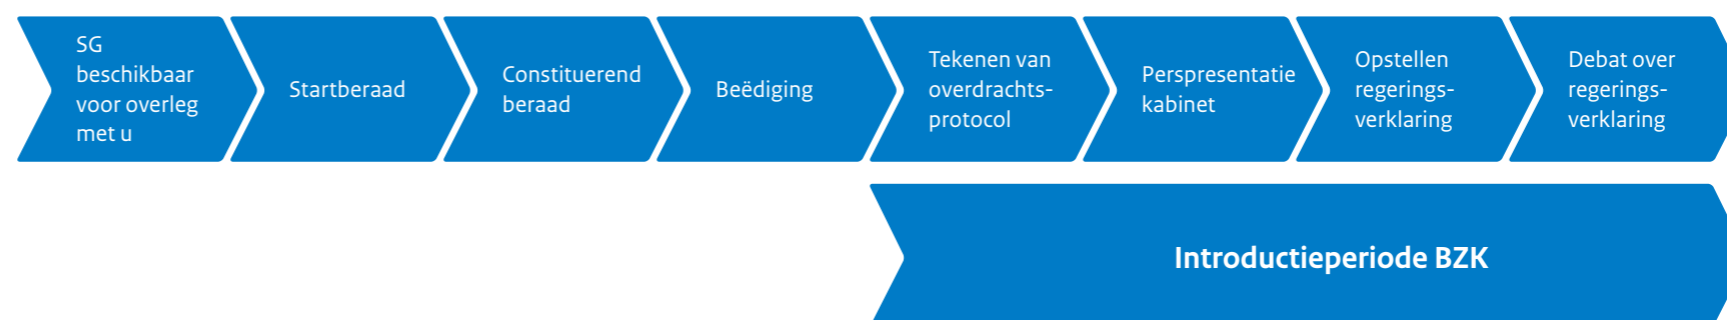 SG
beschikbaar
voor overleg
met u
Startberaad
Constituerend
beraad
Beëdiging
Tekenen van
overdrachts-
protocol
Perspresentatie
kabinet
Opstellen
regerings-
verklaring
Debat over
regerings-
verklaring
Introductieperiode BZK